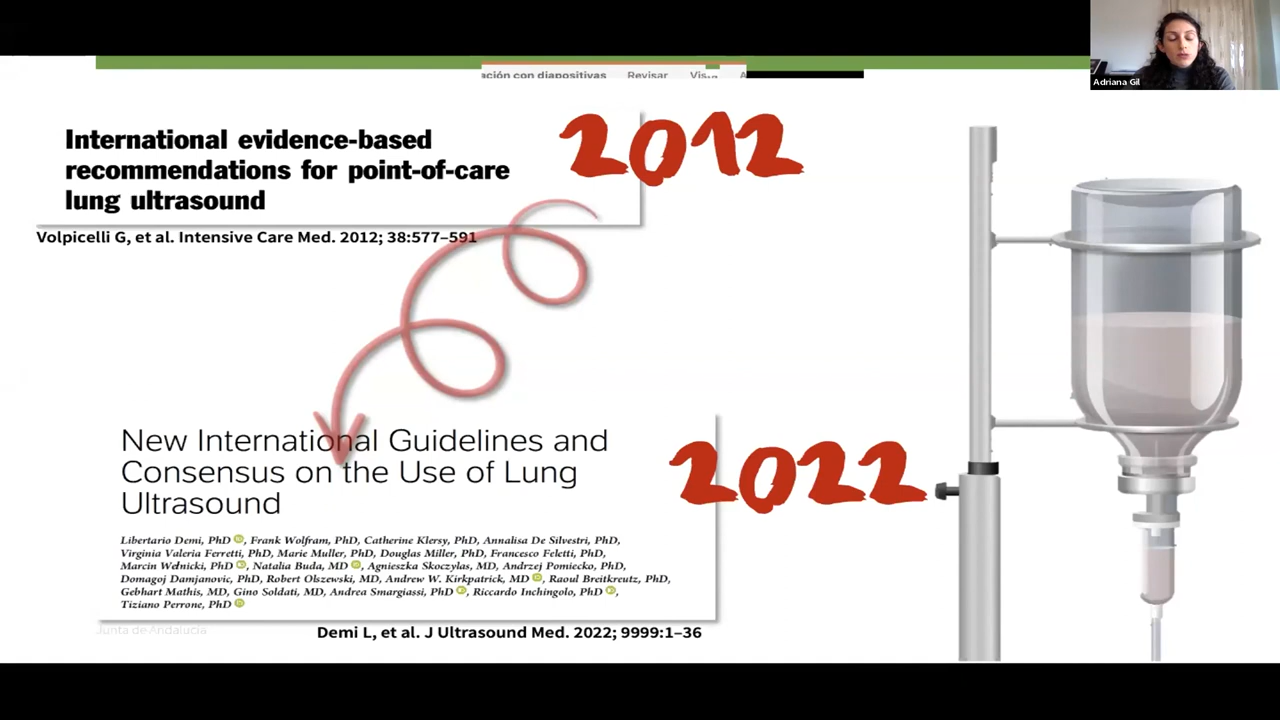 Adriana Gil
ación con diapositivas Revisar
International evidence-based
recommendations for point-of-care
lung ultrasound
2012
Volpicelli G, et al. Intensive Care Med. 2012; 38:577–591
New International Guidelines and
Consensus on the Use of Lung
Ultrasound
2022
Libertario Demi, PhD, Frank Wolfram, PhD, Catherine Klersy, PhD, Annalisa De Silvestri, PhD,
Virginia Valeria Ferretti, PhD, Marie Muller, PhD, Douglas Miller, PhD, Francesco Feletti, PhD,
Marcin Wełnicki, PhD, Natalia Buda, MD, Agnieszka Skoczylas, MD, Andrzej Pomiecko, PhD,
Domagoj Damjanovic, PhD, Robert Olszewski, MD, Andrew W. Kirkpatrick, MD, Raoul Breitkreutz, PhD,
Gebhart Mathis, MD, Gino Soldati, MD, Andrea Smargiassi, PhD, Riccardo Inchingolo, PhD,
Tiziano Perrone, PhD
Junta de Andalucía
Demi L, et al. J Ultrasound Med. 2022; 9999:1–36